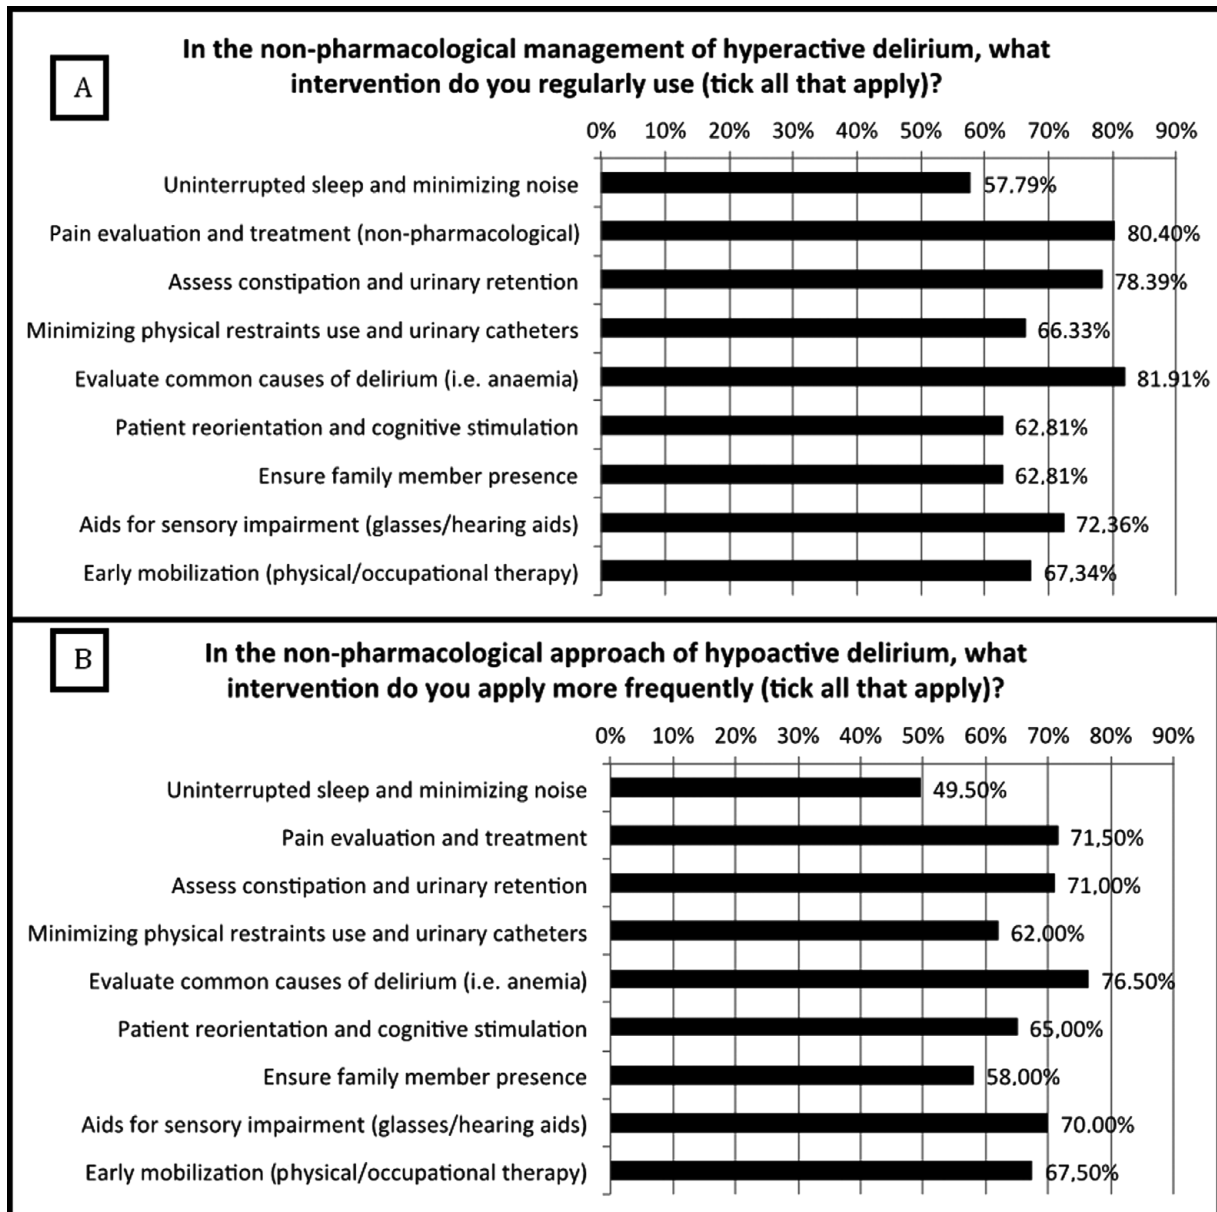 A
In the non-pharmacological management of hyperactive delirium, what
intervention do you regularly use (tick all that apply)?
0% 10% 20% 30% 40% 50% 60% 70% 80% 90%
Uninterrupted sleep and minimizing noise 57.79%
Pain evaluation and treatment (non-pharmacological) 80.40%
Assess constipation and urinary retention 78.39%
Minimizing physical restraints use and urinary catheters 66.33%
Evaluate common causes of delirium (i.e. anaemia) 81.91%
Patient reorientation and cognitive stimulation 62.81%
Ensure family member presence 62.81%
Aids for sensory impairment (glasses/hearing aids) 72.36%
Early mobilization (physical/occupational therapy) 67,34%
B
In the non-pharmacological approach of hypoactive delirium, what
intervention do you apply more frequently (tick all that apply)?
0% 10% 20% 30% 40% 50% 60% 70% 80% 90%
Uninterrupted sleep and minimizing noise 49.50%
Pain evaluation and treatment 71,50%
Assess constipation and urinary retention 71,00%
Minimizing physical restraints use and urinary catheters 62.00%
Evaluate common causes of delirium (i.e. anemia) 76.50%
Patient reorientation and cognitive stimulation 65,00%
Ensure family member presence 58.00%
Aids for sensory impairment (glasses/hearing aids) 70.00%
Early mobilization (physical/occupational therapy) 67,50%